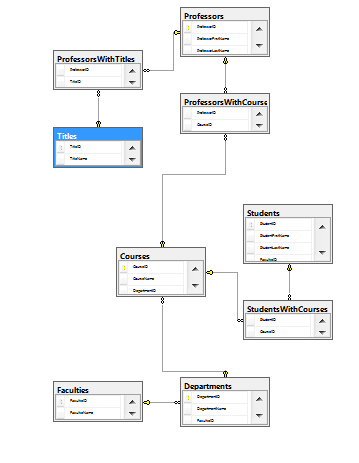 Professors
ProfessorID
ProfessorFirstName
ProfessorLastName
ProfessorsWithTitles
ProfessorID
TitleID
ProfessorsWithCourse
ProfessorID
CourseID
Titles
TitleID
TitleName
Students
StudentID
StudentFirstName
StudentLastName
FacultyID
Courses
CourseID
CourseName
DepartmentID
StudentsWithCourses
StudentID
CourseID
Faculties
FacultyID
FacultyName
Departments
DepartmentID
DepartmentName
FacultyID